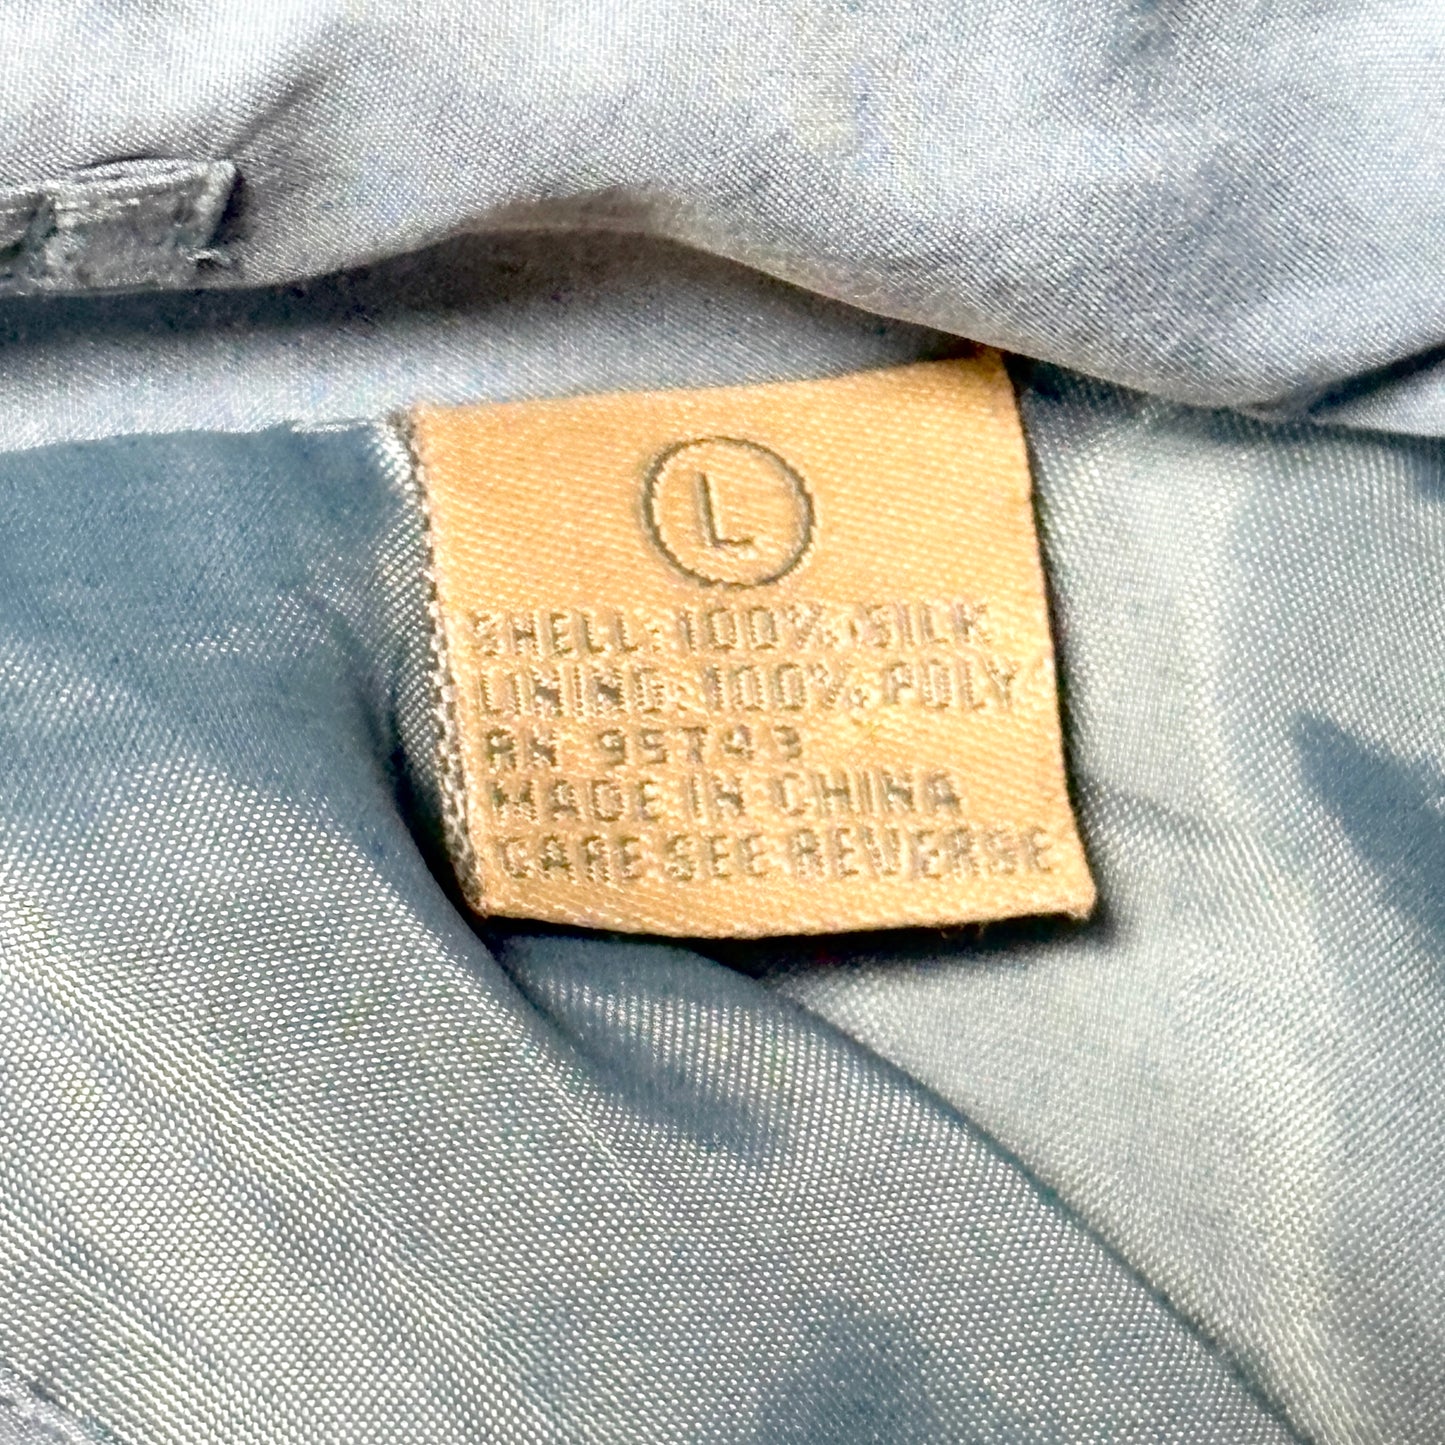 L
SHELL: 100% SILK
LINING: 100% POLY
RN 95743
MADE IN CHINA
CARE SEE REVERSE